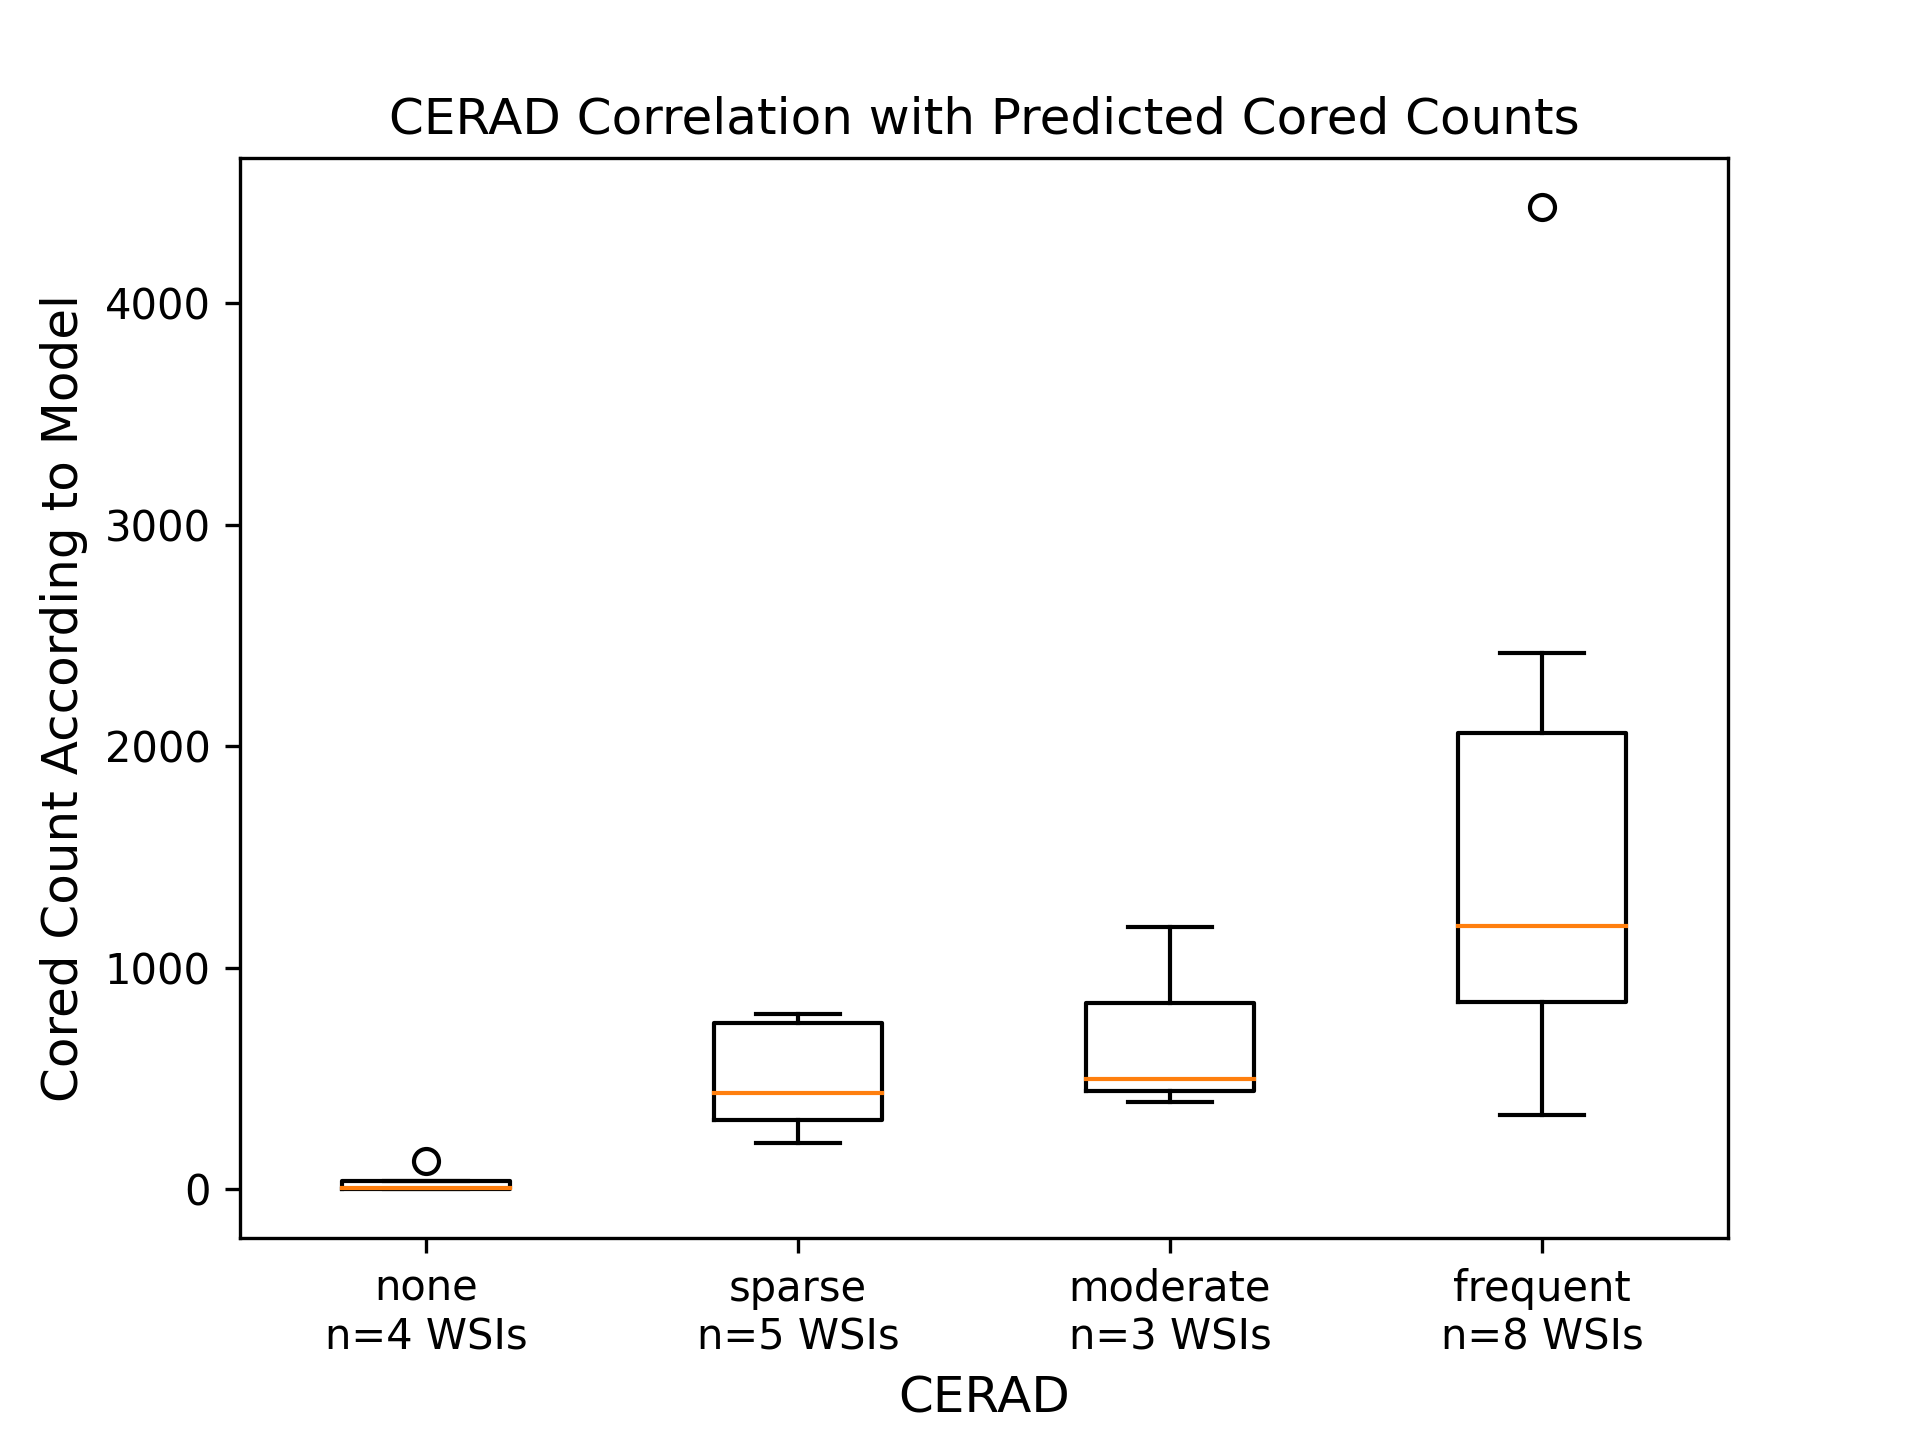 CERAD Correlation with Predicted Cored Counts
Cored Count According to Model
4000
3000
2000
1000
0
none
n=4 WSIs
sparse
n=5 WSIs
moderate
n=3 WSIs
frequent
n=8 WSIs
CERAD